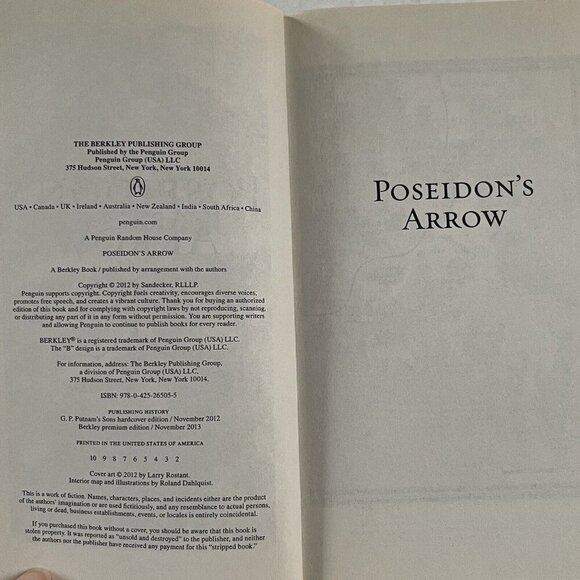 THE BERKLEY PUBLISHING GROUP
Published by the Penguin Group
Penguin Group (USA) LLC
375 Hudson Street, New York, New York 10014
USA • Canada • UK • Ireland • Australia • New Zealand • India • South Africa • China
penguin.com
A Penguin Random House Company
POSEIDON'S ARROW
A Berkley Book / published by arrangement with the authors
Copyright © 2012 by Sandecker, RLLLP.
Penguin supports copyright. Copyright fuels creativity, encourages diverse voices,
promotes free speech, and creates a vibrant culture. Thank you for buying an authorized
edition of this book and for complying with copyright laws by not reproducing, scanning,
or distributing any part of it in any form without permission. You are supporting writers
and allowing Penguin to continue to publish books for every reader.
BERKLEY® is a registered trademark of Penguin Group (USA) LLC.
The "B" design is a trademark of Penguin Group (USA) LLC.
For information, address: The Berkley Publishing Group,
a division of Penguin Group (USA) LLC,
375 Hudson Street, New York, New York 10014.
ISBN: 978-0-425-26505-5
PUBLISHING HISTORY
G. P. Putnam's Sons hardcover edition / November 2012
Berkley premium edition / November 2013
PRINTED IN THE UNITED STATES OF AMERICA
10 9 8 7 6 5 4 3 2
Cover art © 2012 by Larry Rostant.
Interior map and illustrations by Roland Dahlquist.
This is a work of fiction. Names, characters, places, and incidents either are the product
of the authors' imagination or are used fictitiously, and any resemblance to actual persons,
living or dead, business establishments, events, or locales is entirely coincidental.
If you purchased this book without a cover, you should be aware that this book is
stolen property. It was reported as "unsold and destroyed" to the publisher, and neither
the authors nor the publisher have received any payment for this "stripped book."
POSEIDON'S
ARROW